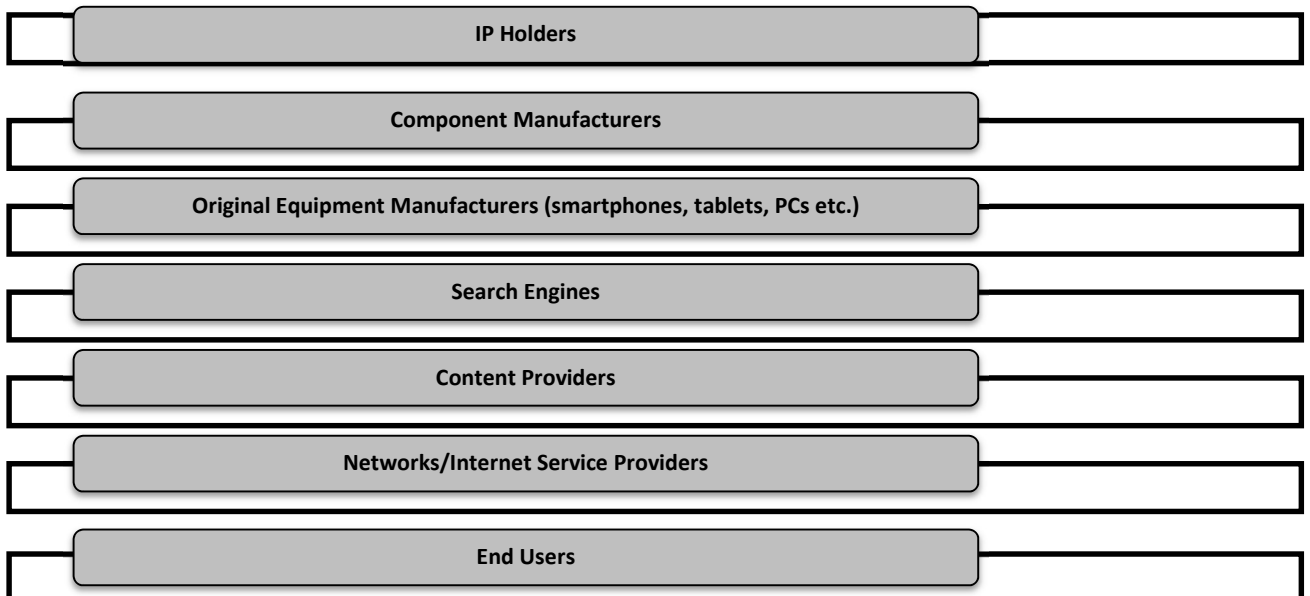 IP Holders
Component Manufacturers
Original Equipment Manufacturers (smartphones, tablets, PCs etc.)
Search Engines
Content Providers
Networks/Internet Service Providers
End Users